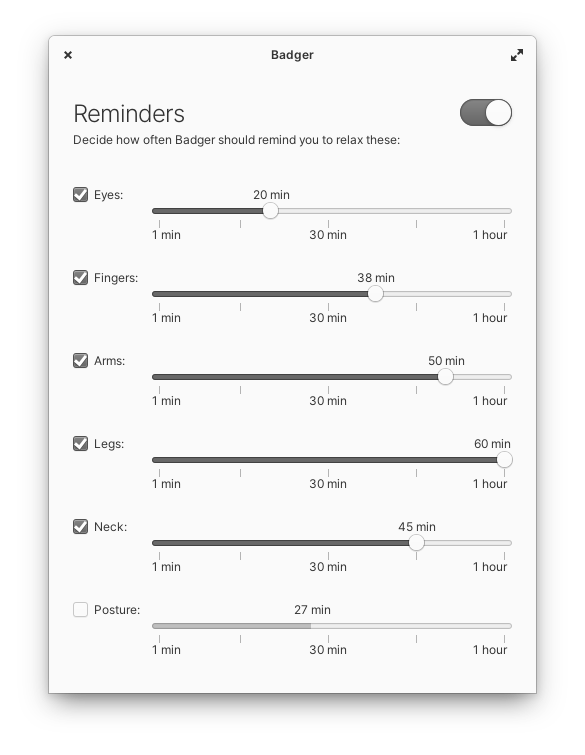 Badger
Reminders
Decide how often Badger should remind you to relax these:
Eyes: 20 min
1 min 30 min 1 hour
Fingers: 38 min
1 min 30 min 1 hour
Arms: 50 min
1 min 30 min 1 hour
Legs: 60 min
1 min 30 min 1 hour
Neck: 45 min
1 min 30 min 1 hour
Posture: 27 min
1 min 30 min 1 hour